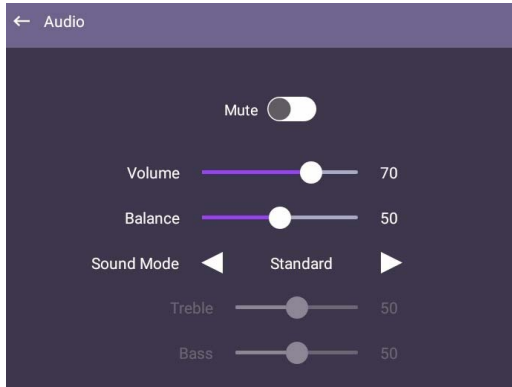 Audio
Mute
Volume 70
Balance 50
Sound Mode Standard
Treble 50
Bass 50